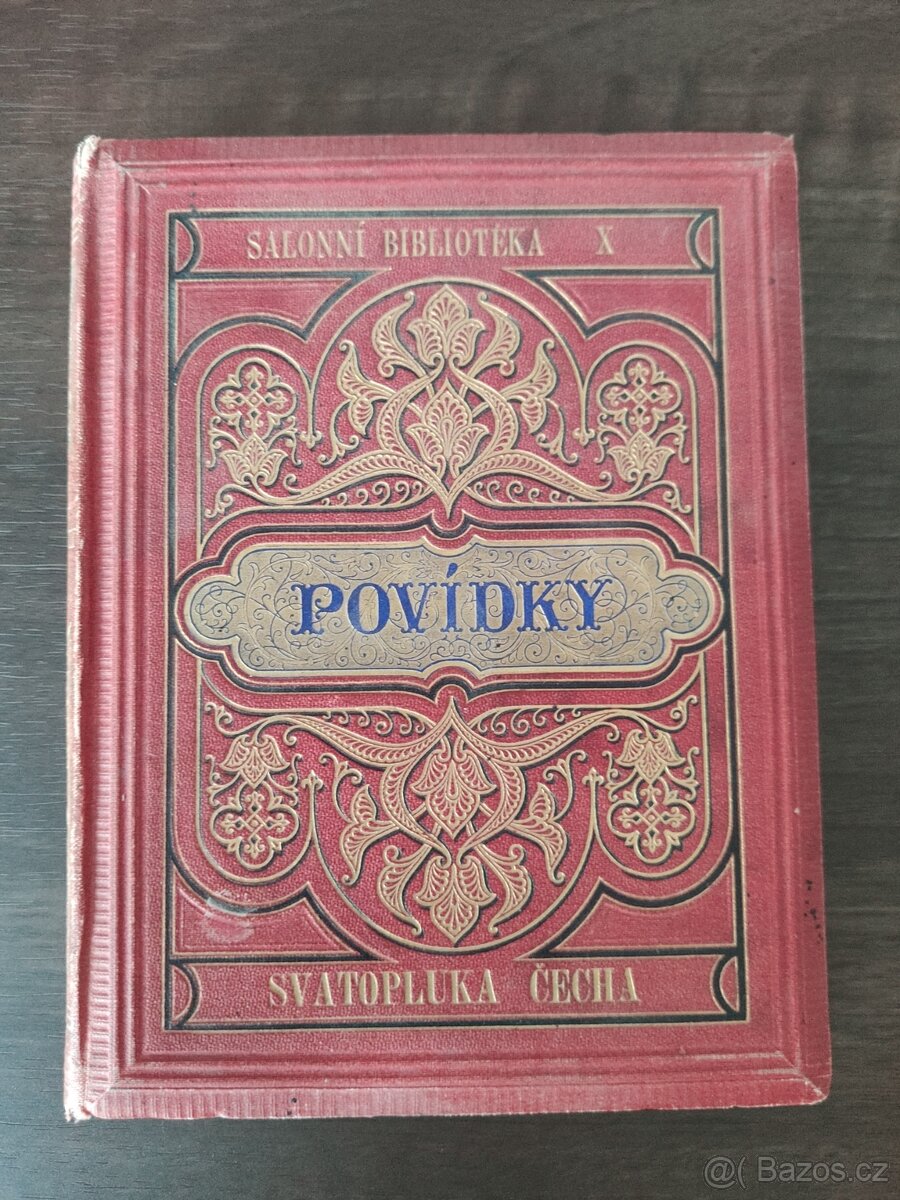 SALONNÍ BIBLIOTÉKA X
POVÍDKY
SVATOPLUKA ČECHA
@( Bazos.cz